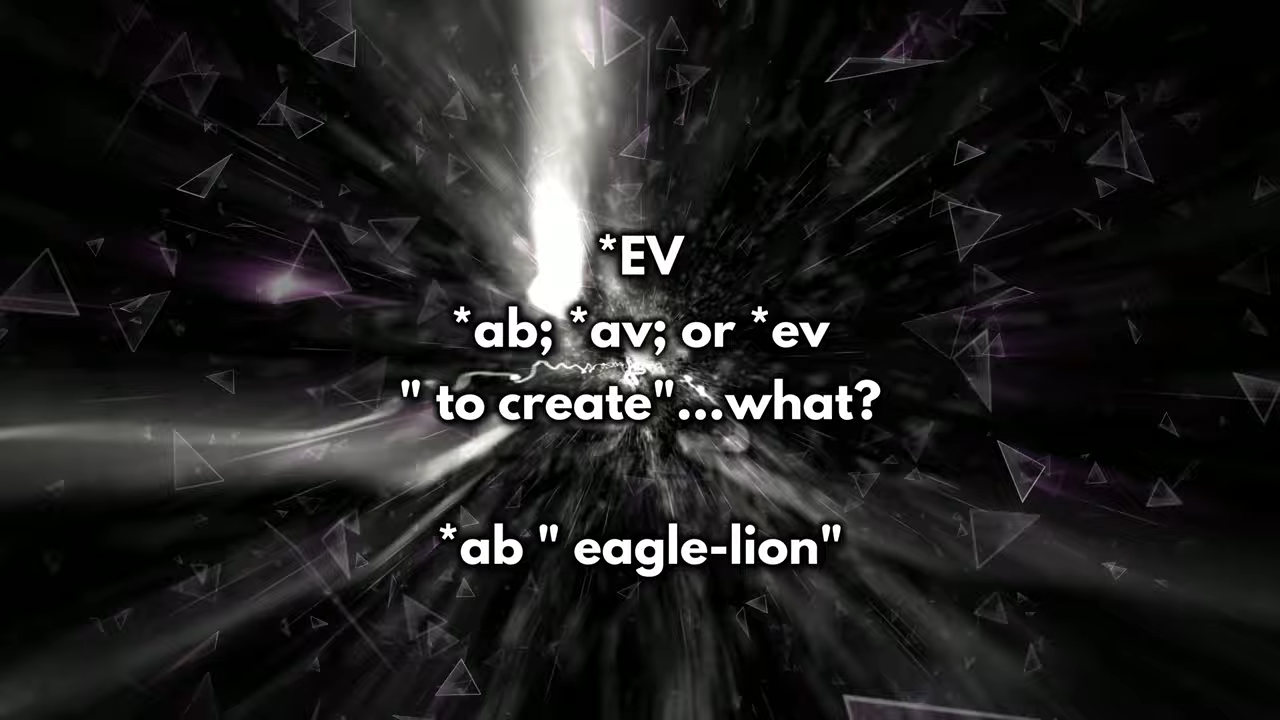 *EV
*ab; *av; or *ev
" to create"...what?
*ab " eagle-lion"